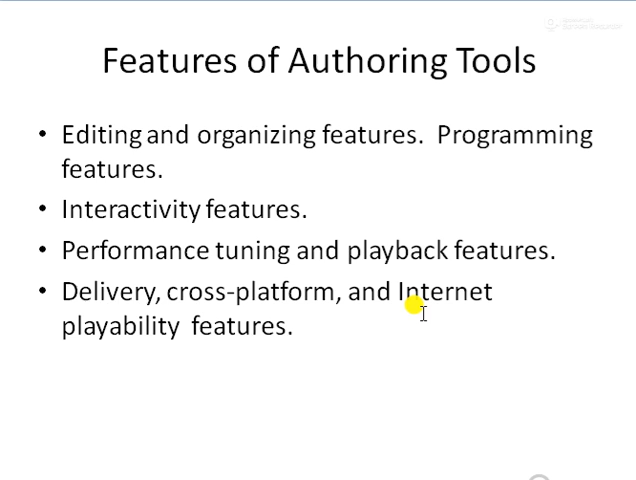 Features of Authoring Tools
• Editing and organizing features. Programming
features.
• Interactivity features.
• Performance tuning and playback features.
• Delivery, cross-platform, and Internet
playability features.